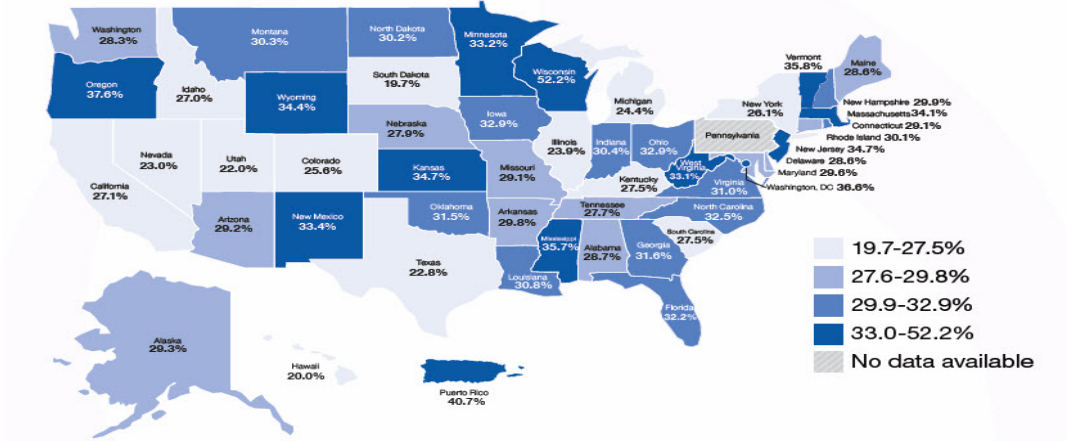 Washington
28.3%
Montana
30.3%
North Dakota
30.2%
Minnesota
33.2%
Vermont
35.8%
Maine
28.6%
Oregon
37.6%
Idaho
27.0%
Wyoming
34.4%
South Dakota
19.7%
Wisconsin
52.2%
Michigan
24.4%
New York
26.1%
New Hampshire 29.9%
Massachusetts 34.1%
Connecticut 29.1%
Rhode Island 30.1%
New Jersey 34.7%
Delaware 28.6%
Maryland 29.6%
Washington, DC 36.6%
Nevada
23.0%
Utah
22.0%
Colorado
25.6%
Nebraska
27.9%
Iowa
32.9%
Illinois
23.9%
Indiana
30.4%
Ohio
32.9%
Pennsylvania
West
Virginia
33.1%
California
27.1%
Kansas
34.7%
Missouri
29.1%
Kentucky
27.5%
Virginia
31.0%
Arizona
29.2%
New Mexico
33.4%
Oklahoma
31.5%
Arkansas
29.8%
Tennessee
27.7%
North Carolina
32.5%
Texas
22.8%
Louisiana
30.8%
Mississippi
35.7%
Alabama
28.7%
Georgia
31.6%
South Carolina
27.5%
Florida
32.2%
Alaska
29.3%
Hawaii
20.0%
Puerto Rico
40.7%
19.7-27.5%
27.6-29.8%
29.9-32.9%
33.0-52.2%
No data available